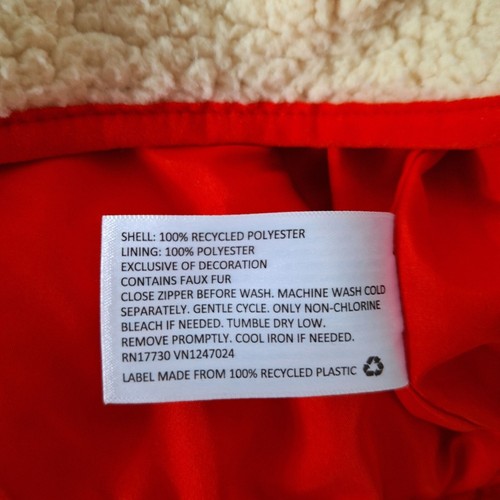 SHELL: 100% RECYCLED POLYESTER
LINING: 100% POLYESTER
EXCLUSIVE OF DECORATION
CONTAINS FAUX FUR
CLOSE ZIPPER BEFORE WASH. MACHINE WASH COLD
SEPARATELY. GENTLE CYCLE. ONLY NON-CHLORINE
BLEACH IF NEEDED. TUMBLE DRY LOW.
REMOVE PROMPTLY. COOL IRON IF NEEDED.
RN17730 VN1247024
LABEL MADE FROM 100% RECYCLED PLASTIC